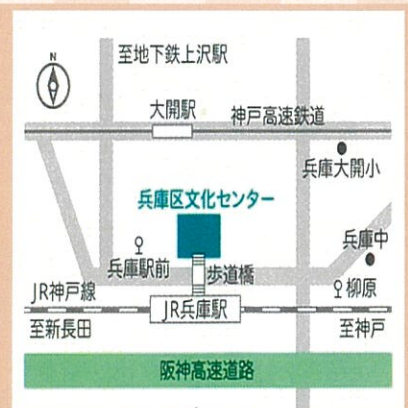 N
至地下鉄上沢駅
大開駅
神戸高速鉄道
兵庫大開小
兵庫区文化センター
兵庫駅前
歩道橋
兵庫中
柳原
JR神戸線
JR兵庫駅
至新長田
至神戸
阪神高速道路